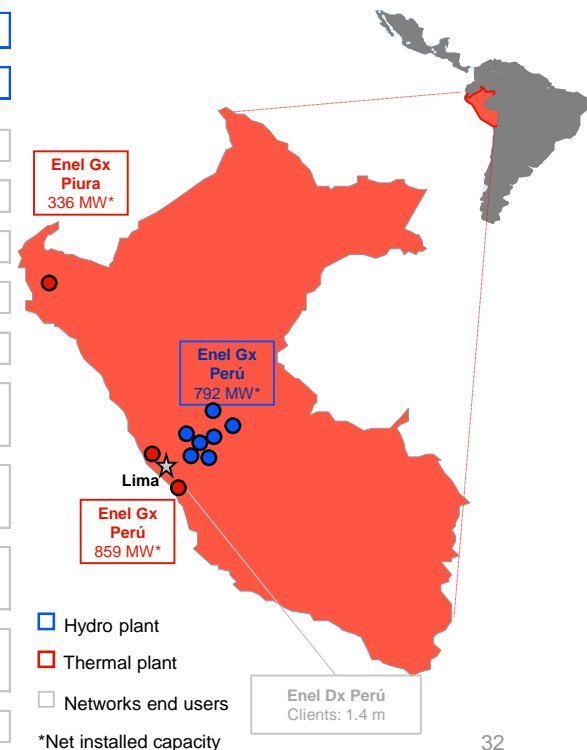 Enel Gx
Piura
336 MW*
Enel Gx
Perú
792 MW*
Lima
Enel Gx
Perú
859 MW*
Hydro plant
Thermal plant
Networks end users
Enel Dx Perú
Clients: 1.4 m
*Net installed capacity
32